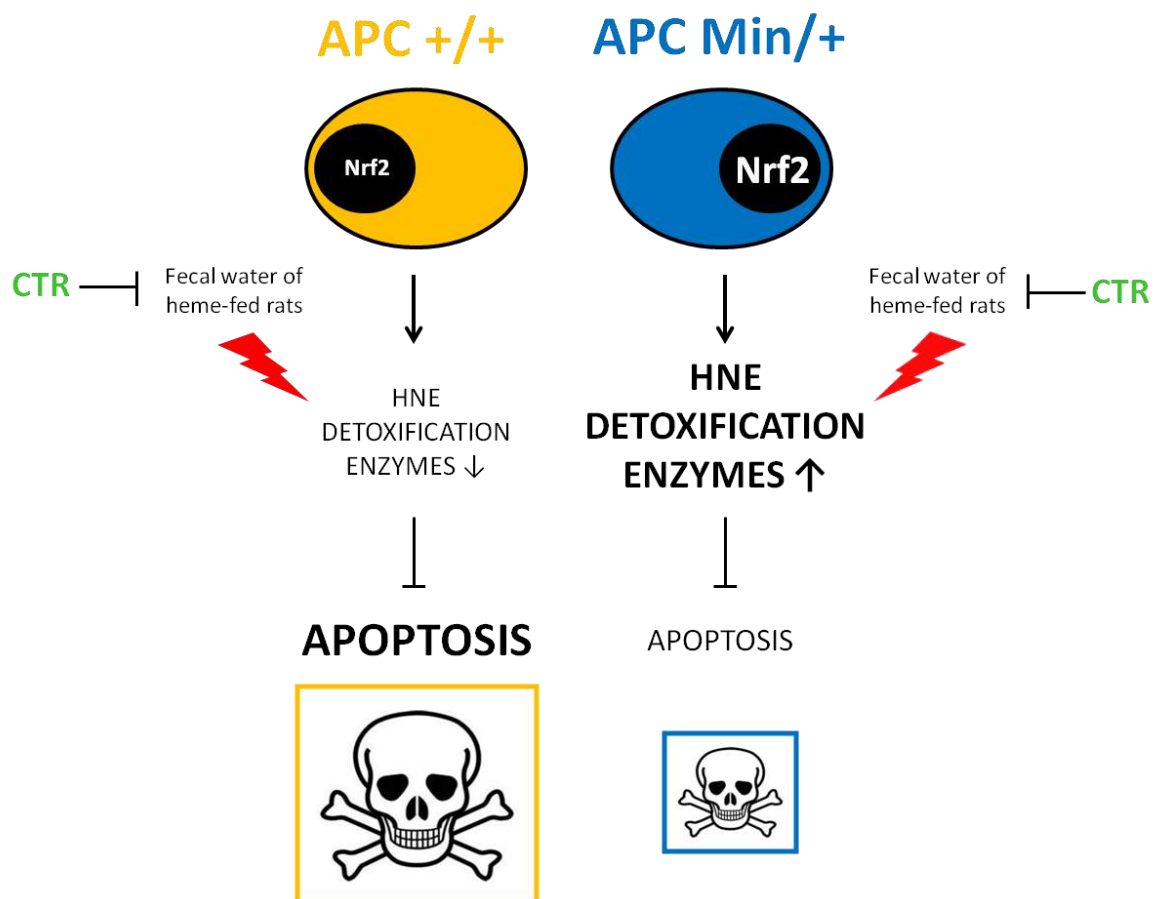 APC +/+
APC Min/+
Nrf2
Nrf2
CTR
Fecal water of
heme-fed rats
Fecal water of
heme-fed rats
CTR
HNE
DETOXIFICATION
ENZYMES ↓
HNE
DETOXIFICATION
ENZYMES ↑
APOPTOSIS
APOPTOSIS